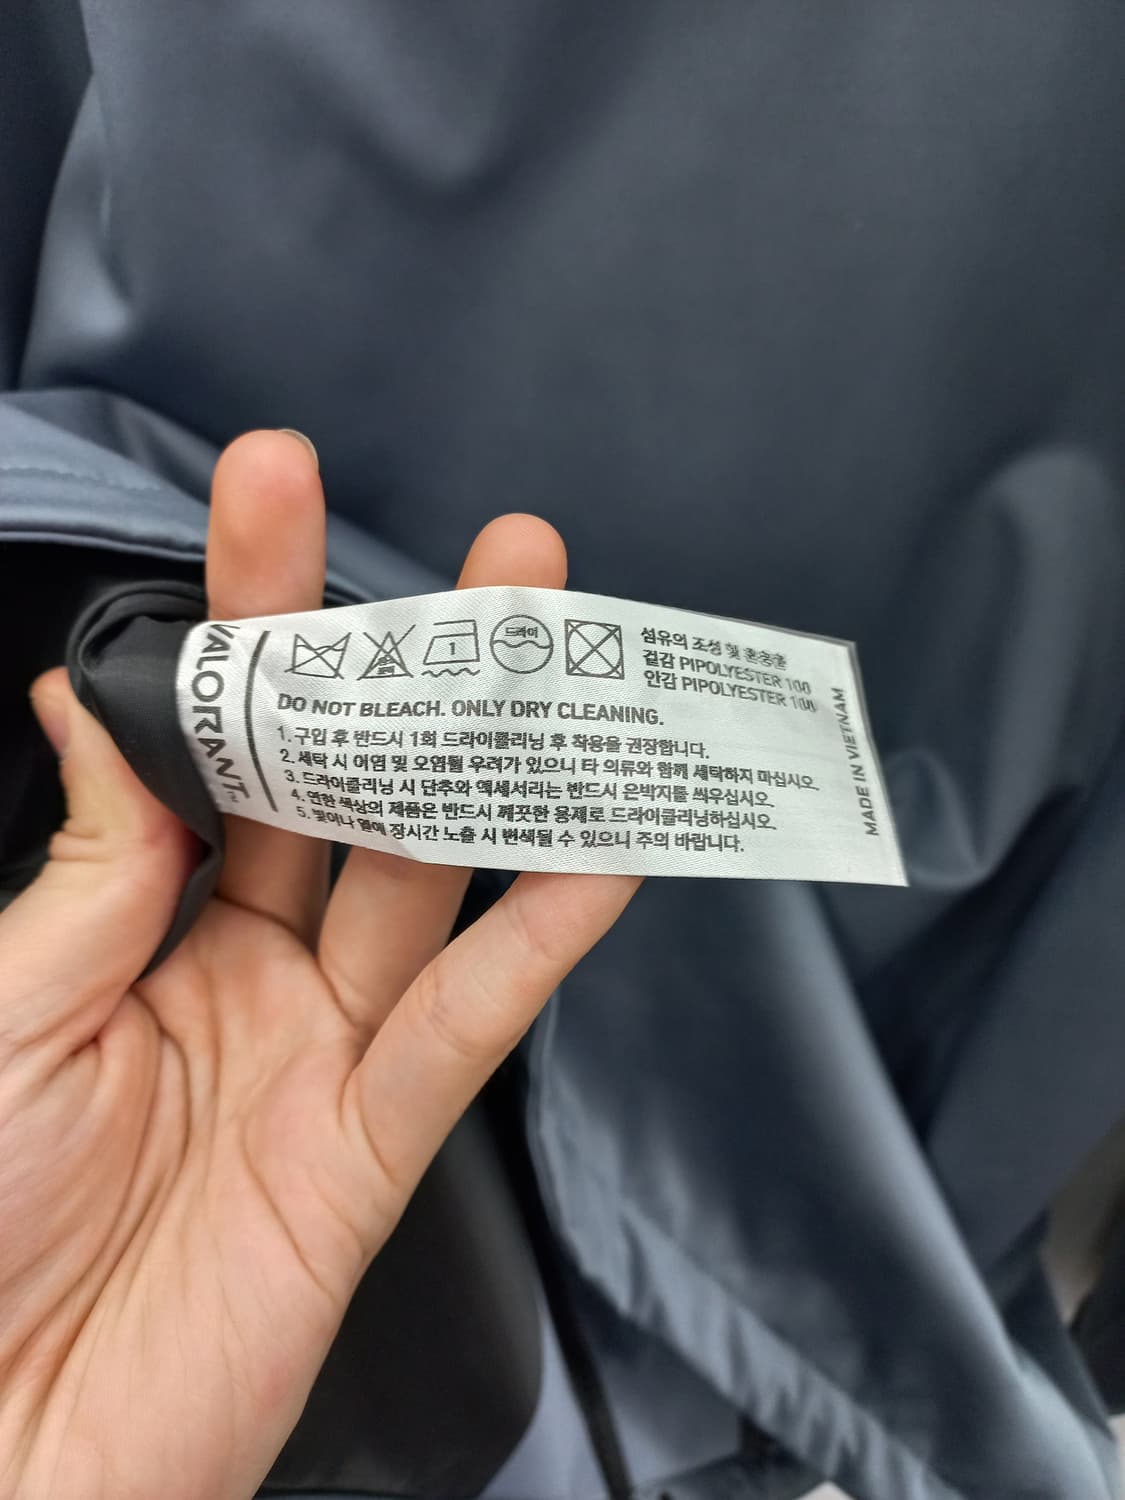 VALORANT
1
드라이
섬유의 조성 및 혼용율
겉감 PIPOLYESTER 100
안감 PIPOLYESTER 100
DO NOT BLEACH. ONLY DRY CLEANING.
1.구입 후 반드시 1회 드라이클리닝 후 착용을 권장합니다.
2.세탁 시 이염 및 오염될 우려가 있으니 타 의류와 함께 세탁하지 마십시오.
3.드라이클리닝 시 단추와 액세서리는 반드시 은박지를 씌우십시오.
4.연한 색상의 제품은 반드시 깨끗한 용제로 드라이클리닝하십시오.
5.빛이나 열에 장시간 노출 시 변색될 수 있으니 주의 바랍니다.
MADE IN VIETNAM